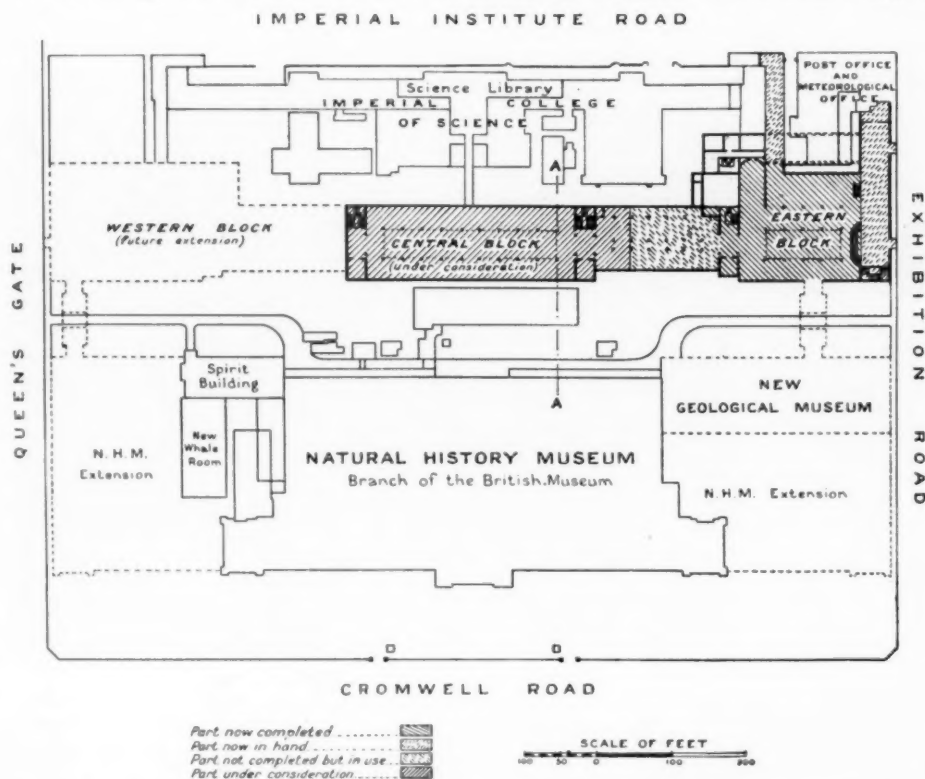 IMPERIAL INSTITUTE ROAD
POST OFFICE
AND
METEOROLOGICAL
OFFICE
Science Library
IMPERIAL COLLEGE
OF SCIENCE
A
WESTERN BLOCK
(future extension)
CENTRAL BLOCK
(under consideration)
EASTERN
BLOCK
QUEEN'S GATE
EXHIBITION ROAD
Spirit
Building
NEW
GEOLOGICAL MUSEUM
A
New
Whale
Room
N.H.M.
Extension
NATURAL HISTORY MUSEUM
Branch of the British Museum
N.H.M. Extension
CROMWELL ROAD
Part now completed
Part now in hand
Part not completed but in use
Part under consideration
SCALE OF FEET
100 50 0 100 200